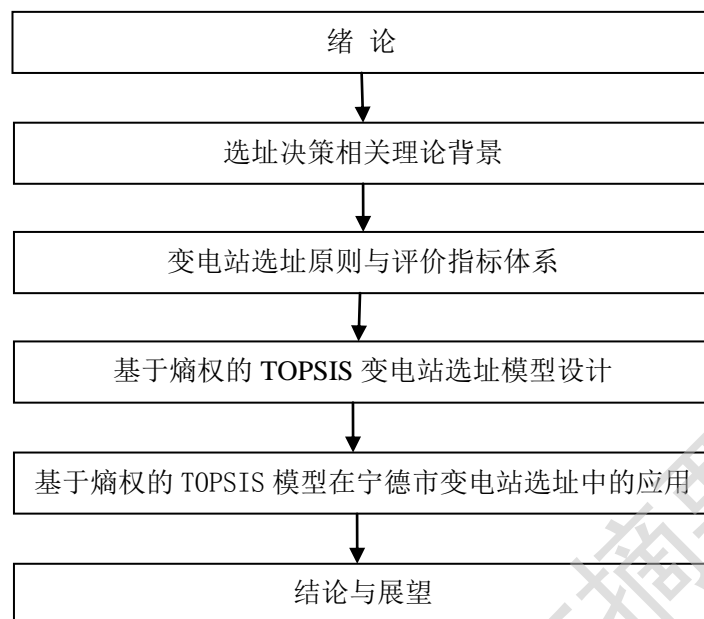 绪 论
选址决策相关理论背景
变电站选址原则与评价指标体系
基于熵权的 TOPSIS 变电站选址模型设计
基于熵权的 TOPSIS 模型在宁德市变电站选址中的应用
结论与展望
摘要